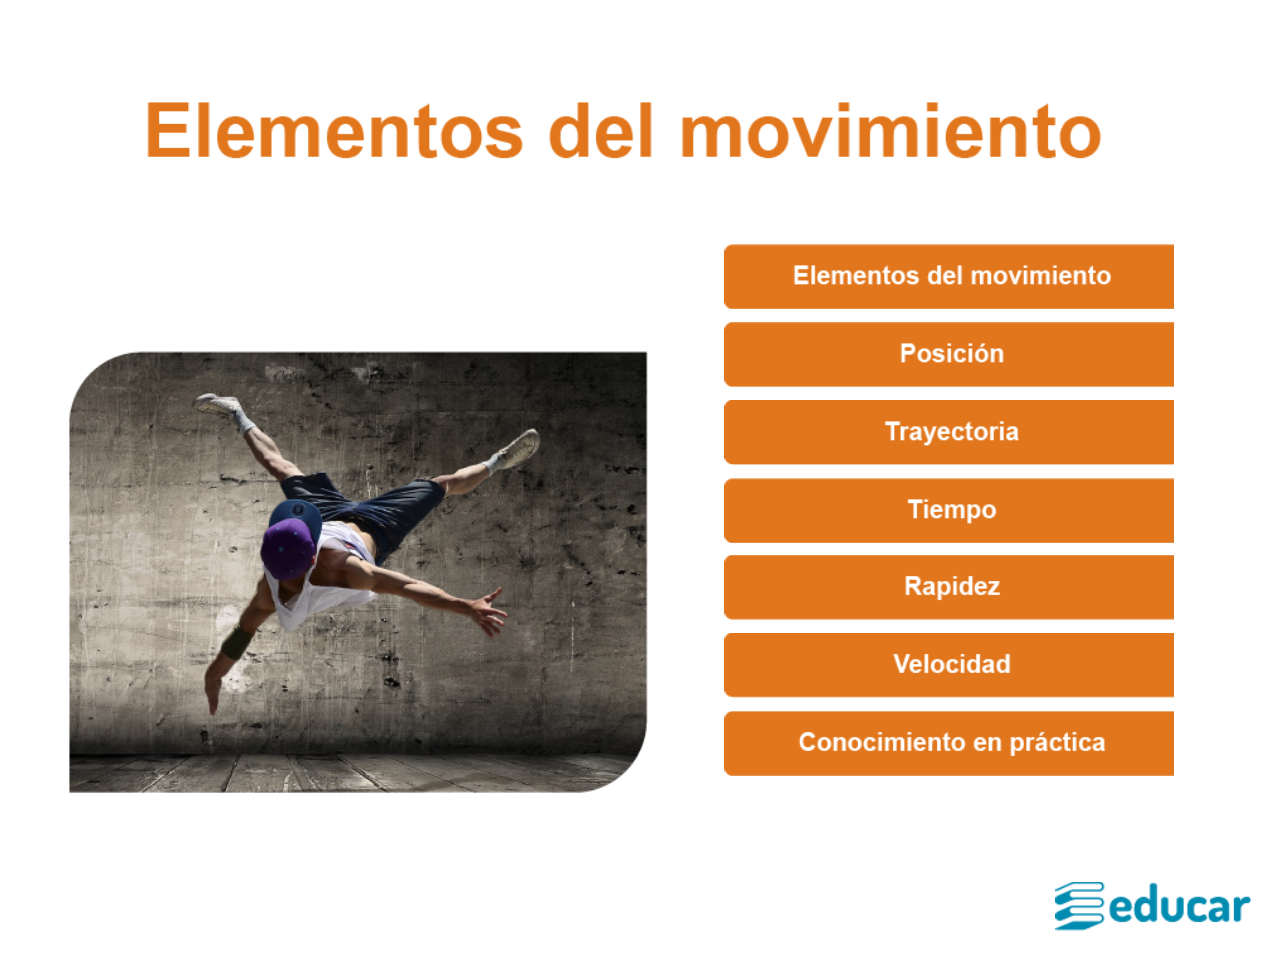 Elementos del movimiento
Elementos del movimiento
Posición
Trayectoria
Tiempo
Rapidez
Velocidad
Conocimiento en práctica
educar